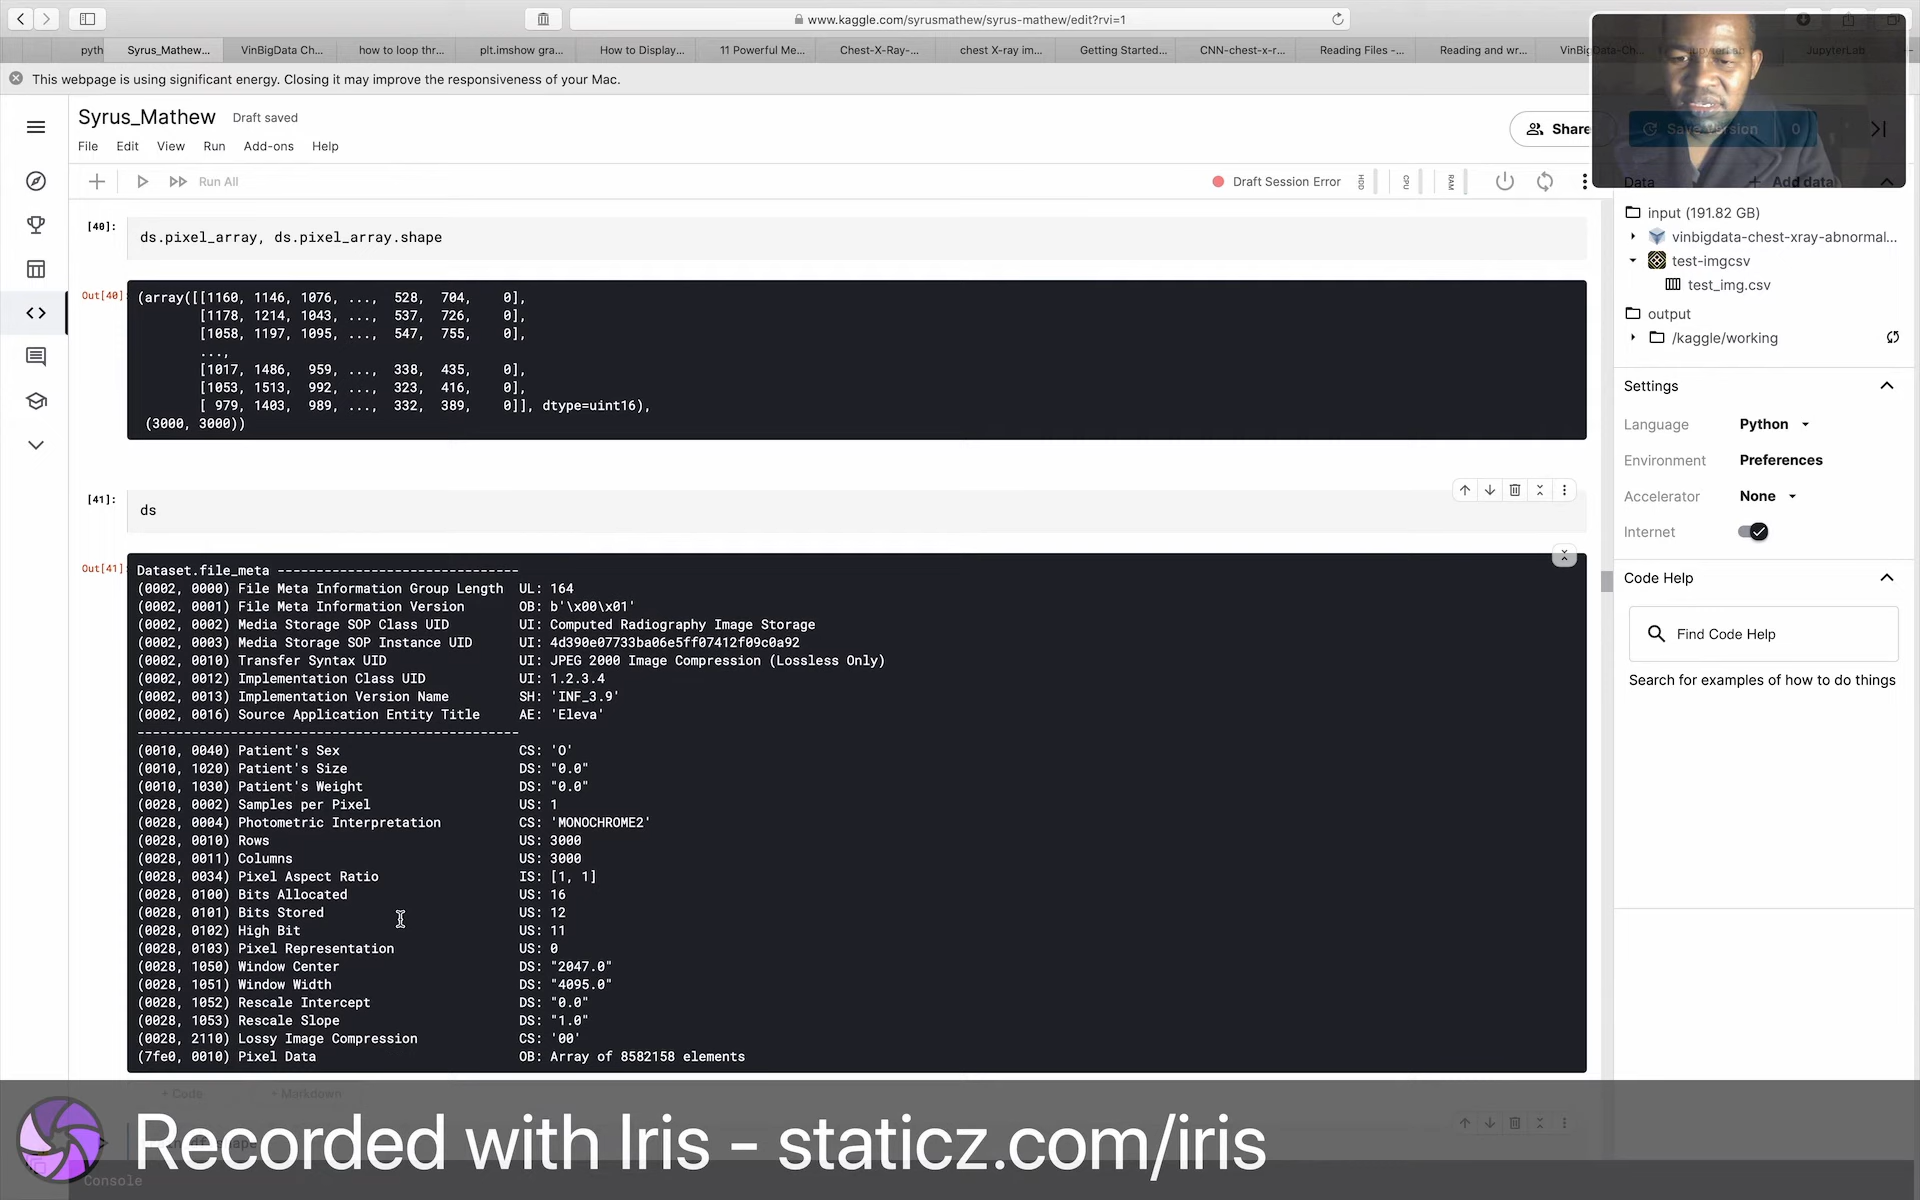 www.kaggle.com/syrusmathew/syrus-mathew/edit?rvi=1
pyth
Syrus_Mathew...
VinBigData Ch...
how to loop thr...
plt.imshow gra...
How to Display...
11 Powerful Me...
Chest-X-Ray-...
chest X-ray im...
Getting Started...
CNN-chest-x-r...
Reading Files -...
Reading and wr...
VinBigData-Ch...
JupyterLab
JupyterLab
This webpage is using significant energy. Closing it may improve the responsiveness of your Mac.
Syrus_Mathew Draft saved
Share
Save Version 0
File Edit View Run Add-ons Help
Run All
Draft Session Error HDD CPU RAM
Data + Add data
[40]:
ds.pixel_array, ds.pixel_array.shape
Out[40]:
(array([[1160, 1146, 1076, ..., 528, 704, 0],
[1178, 1214, 1043, ..., 537, 726, 0],
[1058, 1197, 1095, ..., 547, 755, 0],
...,
[1017, 1486, 959, ..., 338, 435, 0],
[1053, 1513, 992, ..., 323, 416, 0],
[ 979, 1403, 989, ..., 332, 389, 0]], dtype=uint16),
(3000, 3000))
[41]:
ds
Out[41]:
Dataset.file_meta -------------------------------
(0002, 0000) File Meta Information Group Length UL: 164
(0002, 0001) File Meta Information Version OB: b'\x00\x01'
(0002, 0002) Media Storage SOP Class UID UI: Computed Radiography Image Storage
(0002, 0003) Media Storage SOP Instance UID UI: 4d390e07733ba06e5ff07412f09c0a92
(0002, 0010) Transfer Syntax UID UI: JPEG 2000 Image Compression (Lossless Only)
(0002, 0012) Implementation Class UID UI: 1.2.3.4
(0002, 0013) Implementation Version Name SH: 'INF_3.9'
(0002, 0016) Source Application Entity Title AE: 'Eleva'
-------------------------------------------------
(0010, 0040) Patient's Sex CS: 'O'
(0010, 1020) Patient's Size DS: "0.0"
(0010, 1030) Patient's Weight DS: "0.0"
(0028, 0002) Samples per Pixel US: 1
(0028, 0004) Photometric Interpretation CS: 'MONOCHROME2'
(0028, 0010) Rows US: 3000
(0028, 0011) Columns US: 3000
(0028, 0034) Pixel Aspect Ratio IS: [1, 1]
(0028, 0100) Bits Allocated US: 16
(0028, 0101) Bits Stored US: 12
(0028, 0102) High Bit US: 11
(0028, 0103) Pixel Representation US: 0
(0028, 1050) Window Center DS: "2047.0"
(0028, 1051) Window Width DS: "4095.0"
(0028, 1052) Rescale Intercept DS: "0.0"
(0028, 1053) Rescale Slope DS: "1.0"
(0028, 2110) Lossy Image Compression CS: '00'
(7fe0, 0010) Pixel Data OB: Array of 8582158 elements
input (191.82 GB)
vinbigdata-chest-xray-abnormal...
test-imgcsv
test_img.csv
output
/kaggle/working
Settings
Language Python
Environment Preferences
Accelerator None
Internet
Code Help
Find Code Help
Search for examples of how to do things
+ Code + Markdown
Recorded with Iris - staticz.com/iris
Console